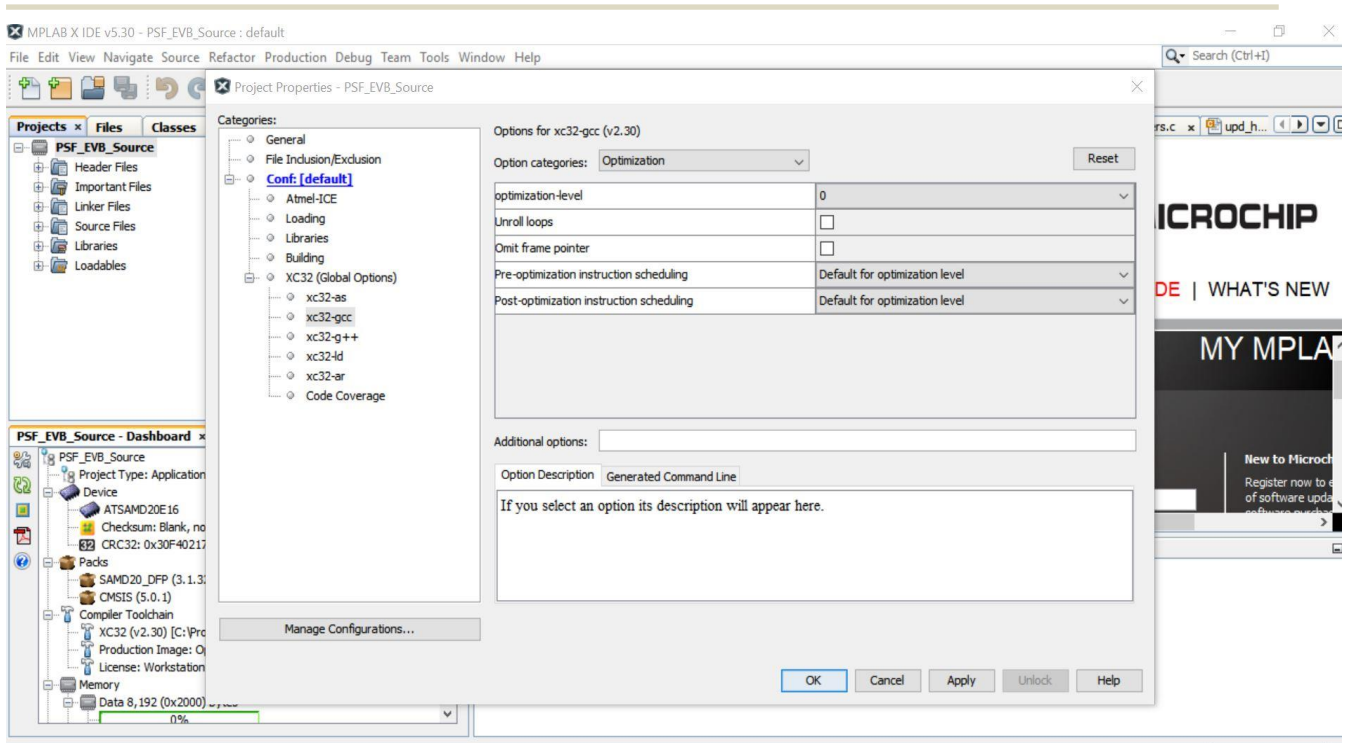 MPLAB X IDE v5.30 - PSF_EVB_Source : default
File Edit View Navigate Source Refactor Production Debug Team Tools Window Help
Search (Ctrl+I)
Project Properties - PSF_EVB_Source
Projects Files Classes
PSF_EVB_Source
Header Files
Important Files
Linker Files
Source Files
Libraries
Loadables
Categories:
General
File Inclusion/Exclusion
Conf: [default]
Atmel-ICE
Loading
Libraries
Building
XC32 (Global Options)
xc32-as
xc32-gcc
xc32-g++
xc32-ld
xc32-ar
Code Coverage
Manage Configurations...
Options for xc32-gcc (v2.30)
Option categories: Optimization
Reset
optimization-level 0
Unroll loops
Omit frame pointer
Pre-optimization instruction scheduling Default for optimization level
Post-optimization instruction scheduling Default for optimization level
Additional options:
Option Description Generated Command Line
If you select an option its description will appear here.
OK Cancel Apply Unlock Help
rs.c upd_h...
ICROCHIP
DE | WHAT'S NEW
MY MPLA
New to Microch
Register now to e
of software upda
PSF_EVB_Source - Dashboard
PSF_EVB_Source
Project Type: Application
Device
ATSAMD20E16
Checksum: Blank, no
CRC32: 0x30F40217
Packs
SAMD20_DFP (3.1.3
CMSIS (5.0.1)
Compiler Toolchain
XC32 (v2.30) [C:\Pro
Production Image: O
License: Workstation
Memory
Data 8,192 (0x2000)
0%